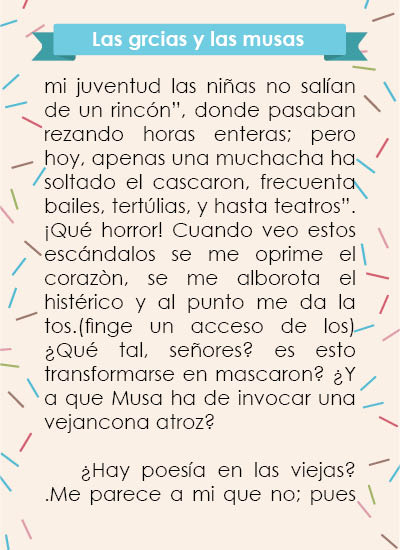 Las grcias y las musas
mi juventud las niñas no salían
de un rincón”, donde pasaban
rezando horas enteras; pero
hoy, apenas una muchacha ha
soltado el cascaron, frecuenta
bailes, tertúlias, y hasta teatros”.
¡Qué horror! Cuando veo estos
escándalos se me oprime el
corazòn, se me alborota el
histérico y al punto me da la
tos.(finge un acceso de los)
¿Qué tal, señores? es esto
transformarse en mascaron? ¿Y
a que Musa ha de invocar una
vejancona atroz?
¿Hay poesía en las viejas?
.Me parece a mi que no; pues